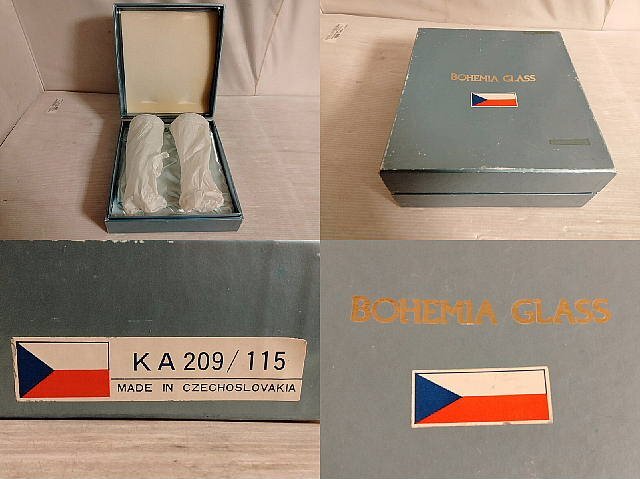 BOHEMIA GLASS
KA 209/115
MADE IN CZECHOSLOVAKIA
BOHEMIA GLASS